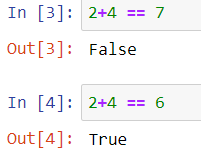 In [3]: 2+4 == 7
Out[3]: False
In [4]: 2+4 == 6
Out[4]: True